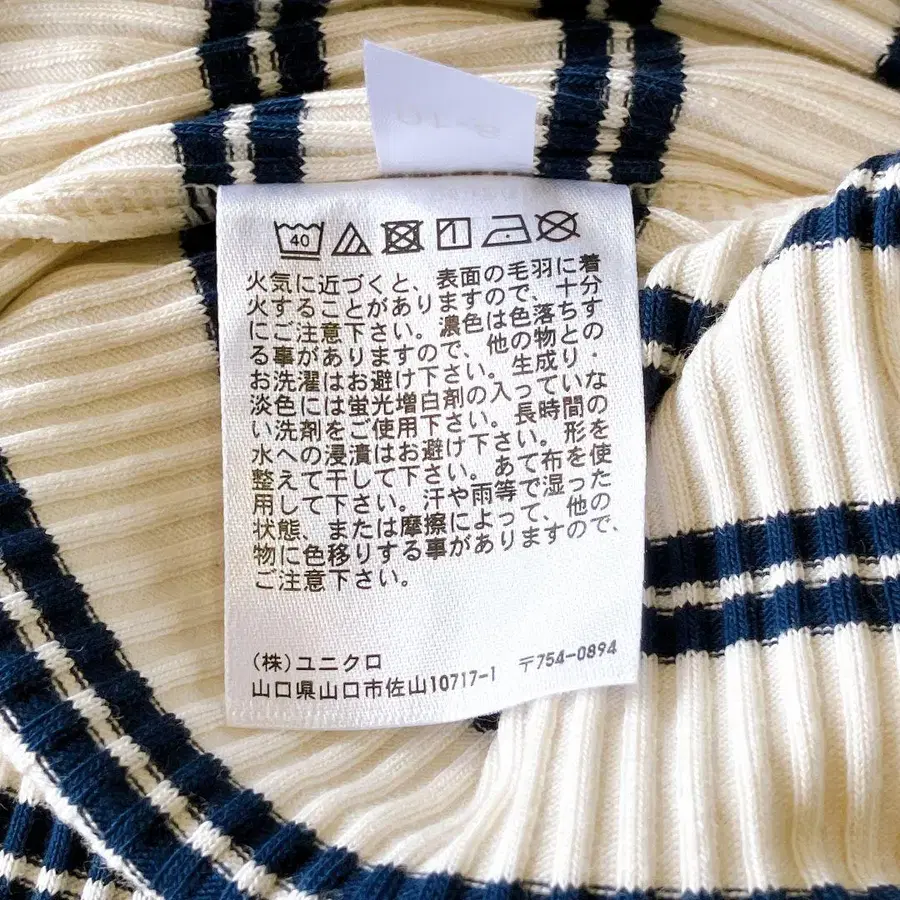 40
火気に近づくと、表面の毛羽に着
火することがありますので、十分
にご注意下さい。濃色は色落ちす
る事がありますので、他の物との
お洗濯はお避け下さい。生成り・
淡色には蛍光増白剤の入っていな
い洗剤をご使用下さい。長時間の
水への浸漬はお避け下さい。形を
整えて干して下さい。あて布を使
用して下さい。汗や雨等で湿った
状態、または摩擦によって、他の
物に色移りする事がありますので、
ご注意下さい。
(株)ユニクロ
山口県山口市佐山10717-1 〒754-0894